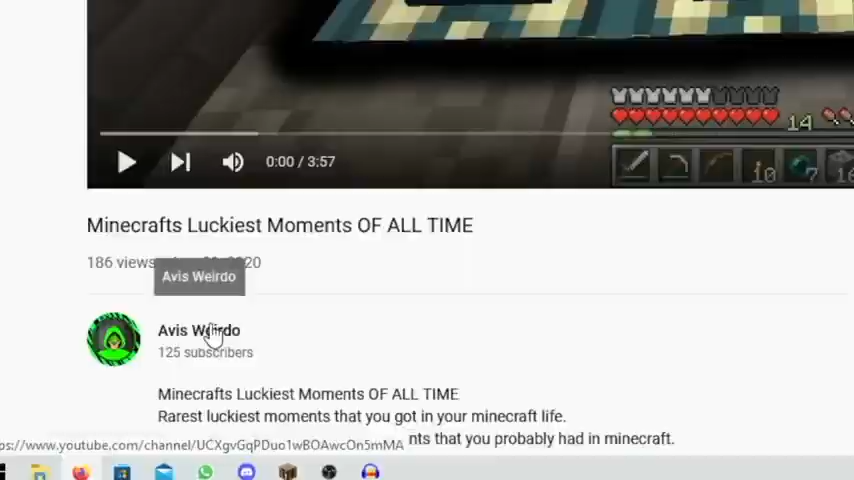 14
10
7
16
0:00 / 3:57
Minecrafts Luckiest Moments OF ALL TIME
186 views
2020
Avis Weirdo
Avis Weirdo
125 subscribers
Minecrafts Luckiest Moments OF ALL TIME
Rarest luckiest moments that you got in your minecraft life.
nts that you probably had in minecraft.
ps://www.youtube.com/channel/UCXgvGqPDuo1wBOAwcOn5mMA